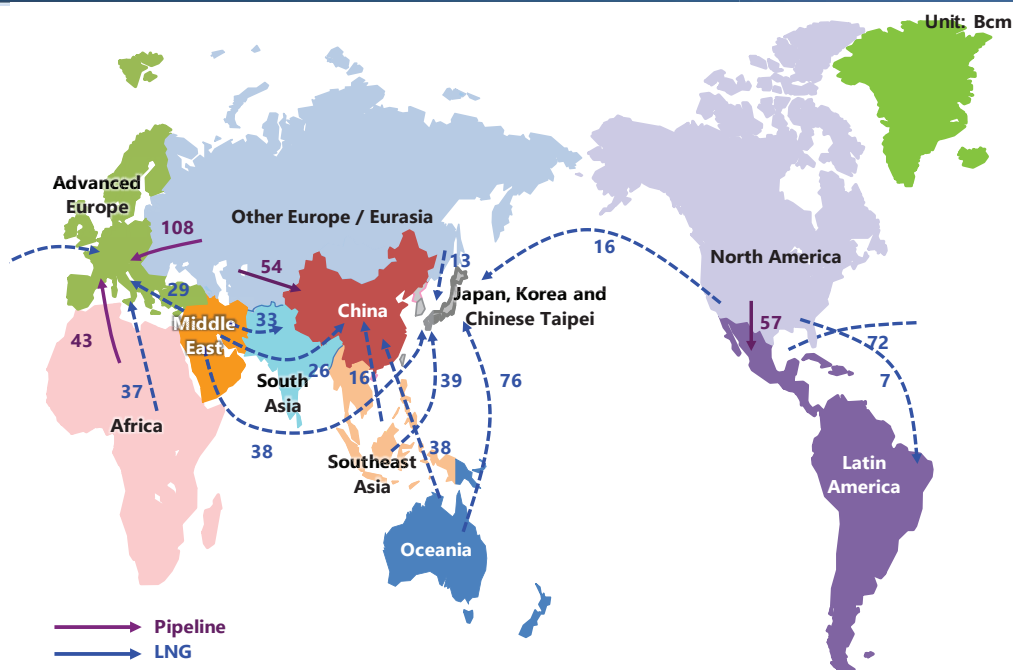 Unit: Bcm
Advanced
Europe
108
Other Europe / Eurasia
16
North America
13
54
29
China
Japan, Korea and
Chinese Taipei
Middle
East
33
57
43
72
26
16
39
76
7
South
Asia
37
Africa
38
38
Southeast
Asia
Latin
America
Oceania
Pipeline
LNG